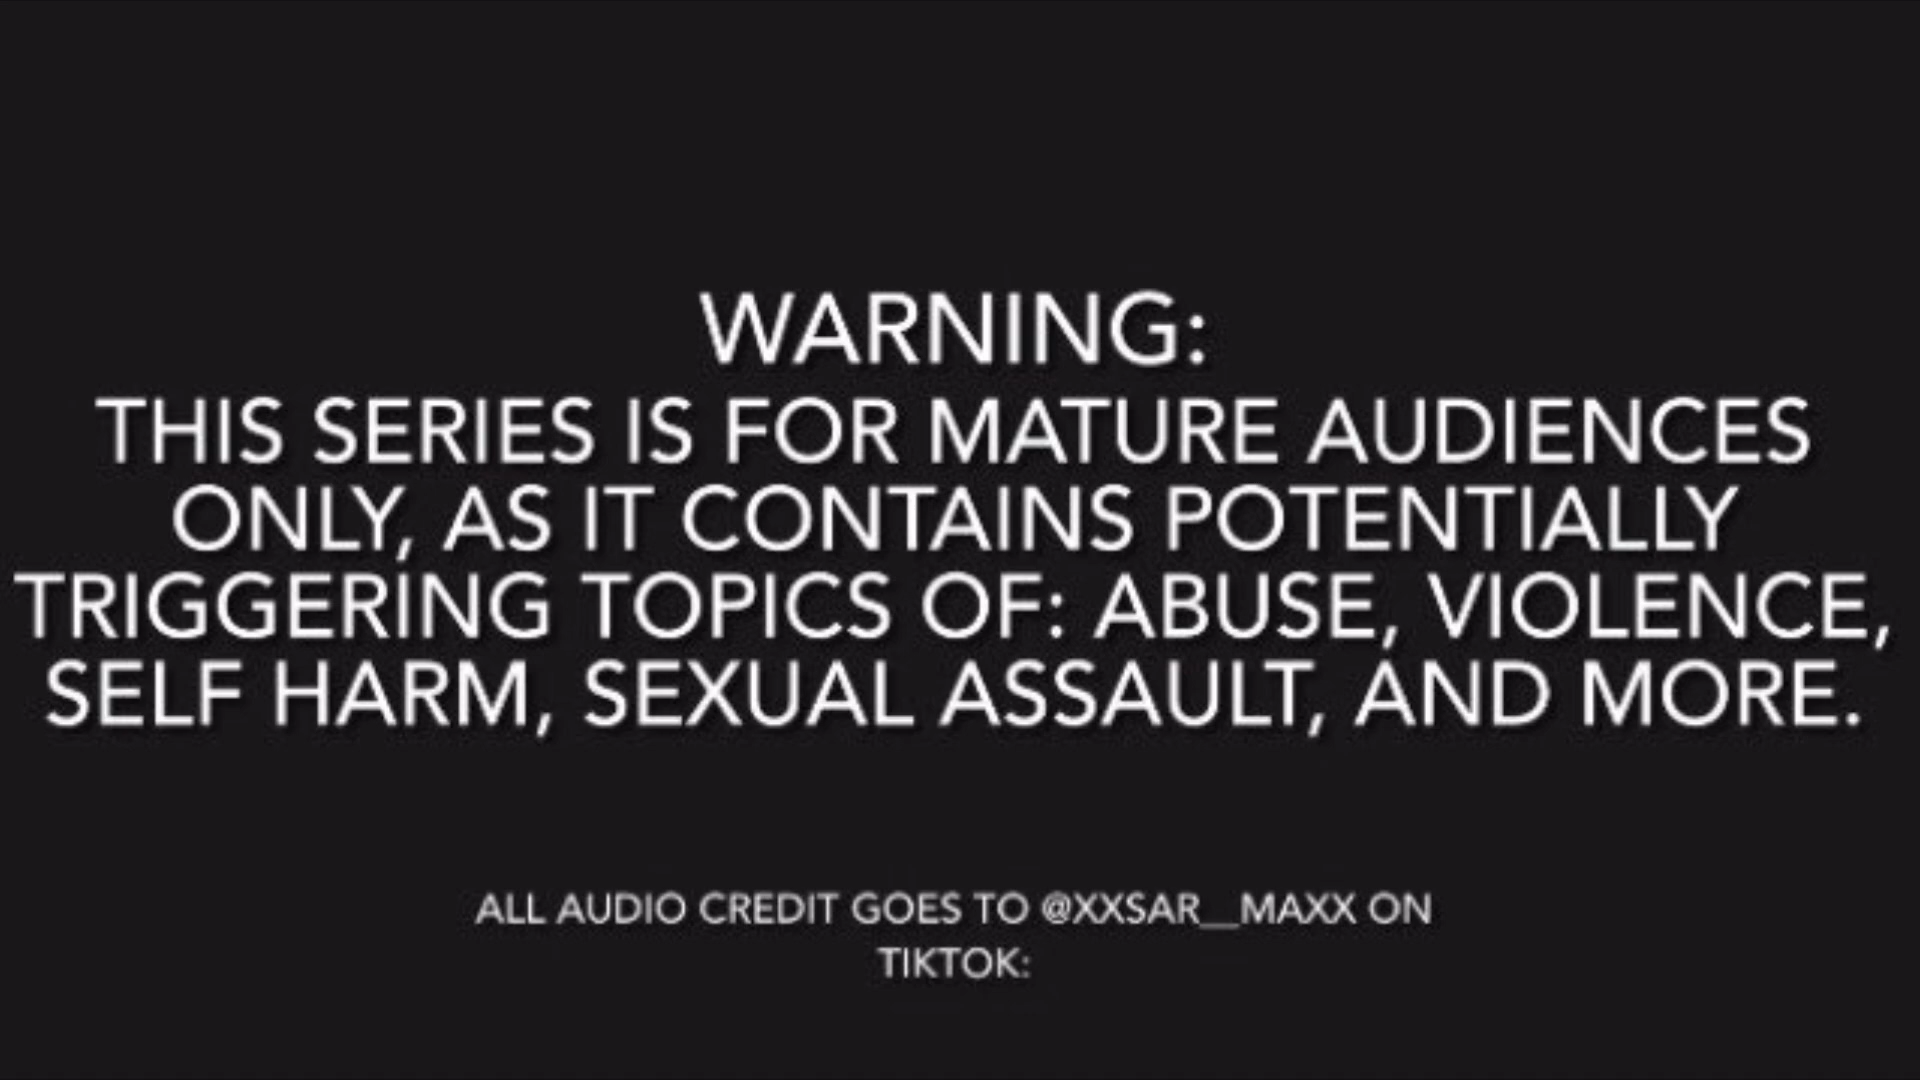 WARNING:
THIS SERIES IS FOR MATURE AUDIENCES
ONLY, AS IT CONTAINS POTENTIALLY
TRIGGERING TOPICS OF: ABUSE, VIOLENCE,
SELF HARM, SEXUAL ASSAULT, AND MORE.
ALL AUDIO CREDIT GOES TO @XXSAR__MAXX ON
TIKTOK: